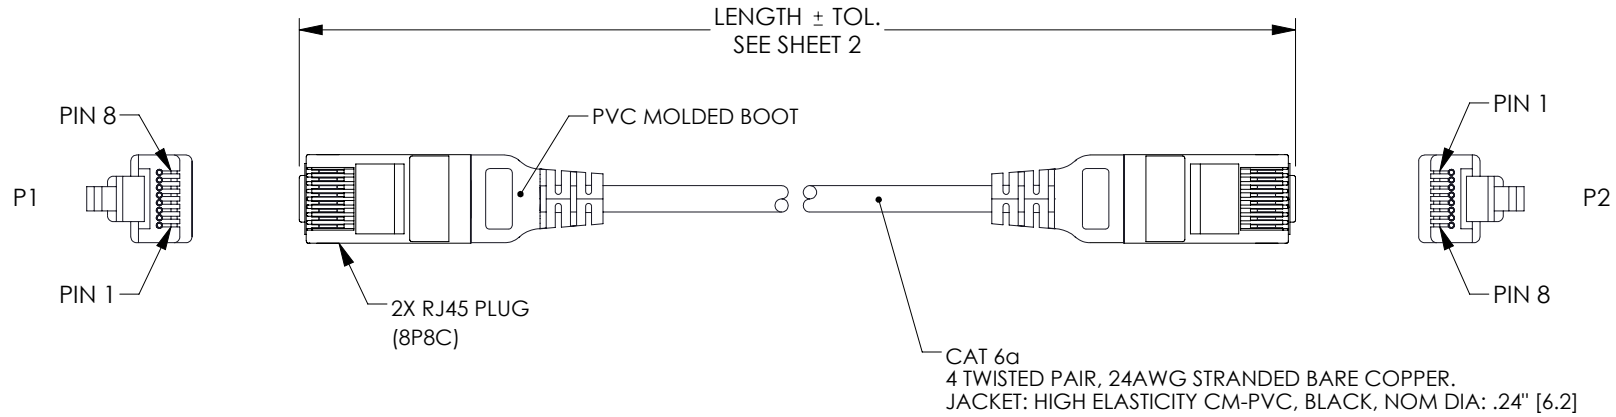 LENGTH ± TOL.
SEE SHEET 2
PIN 8
PVC MOLDED BOOT
PIN 1
P1
P2
PIN 1
2X RJ45 PLUG
(8P8C)
PIN 8
CAT 6a
4 TWISTED PAIR, 24AWG STRANDED BARE COPPER.
JACKET: HIGH ELASTICITY CM-PVC, BLACK, NOM DIA: .24" [6.2]